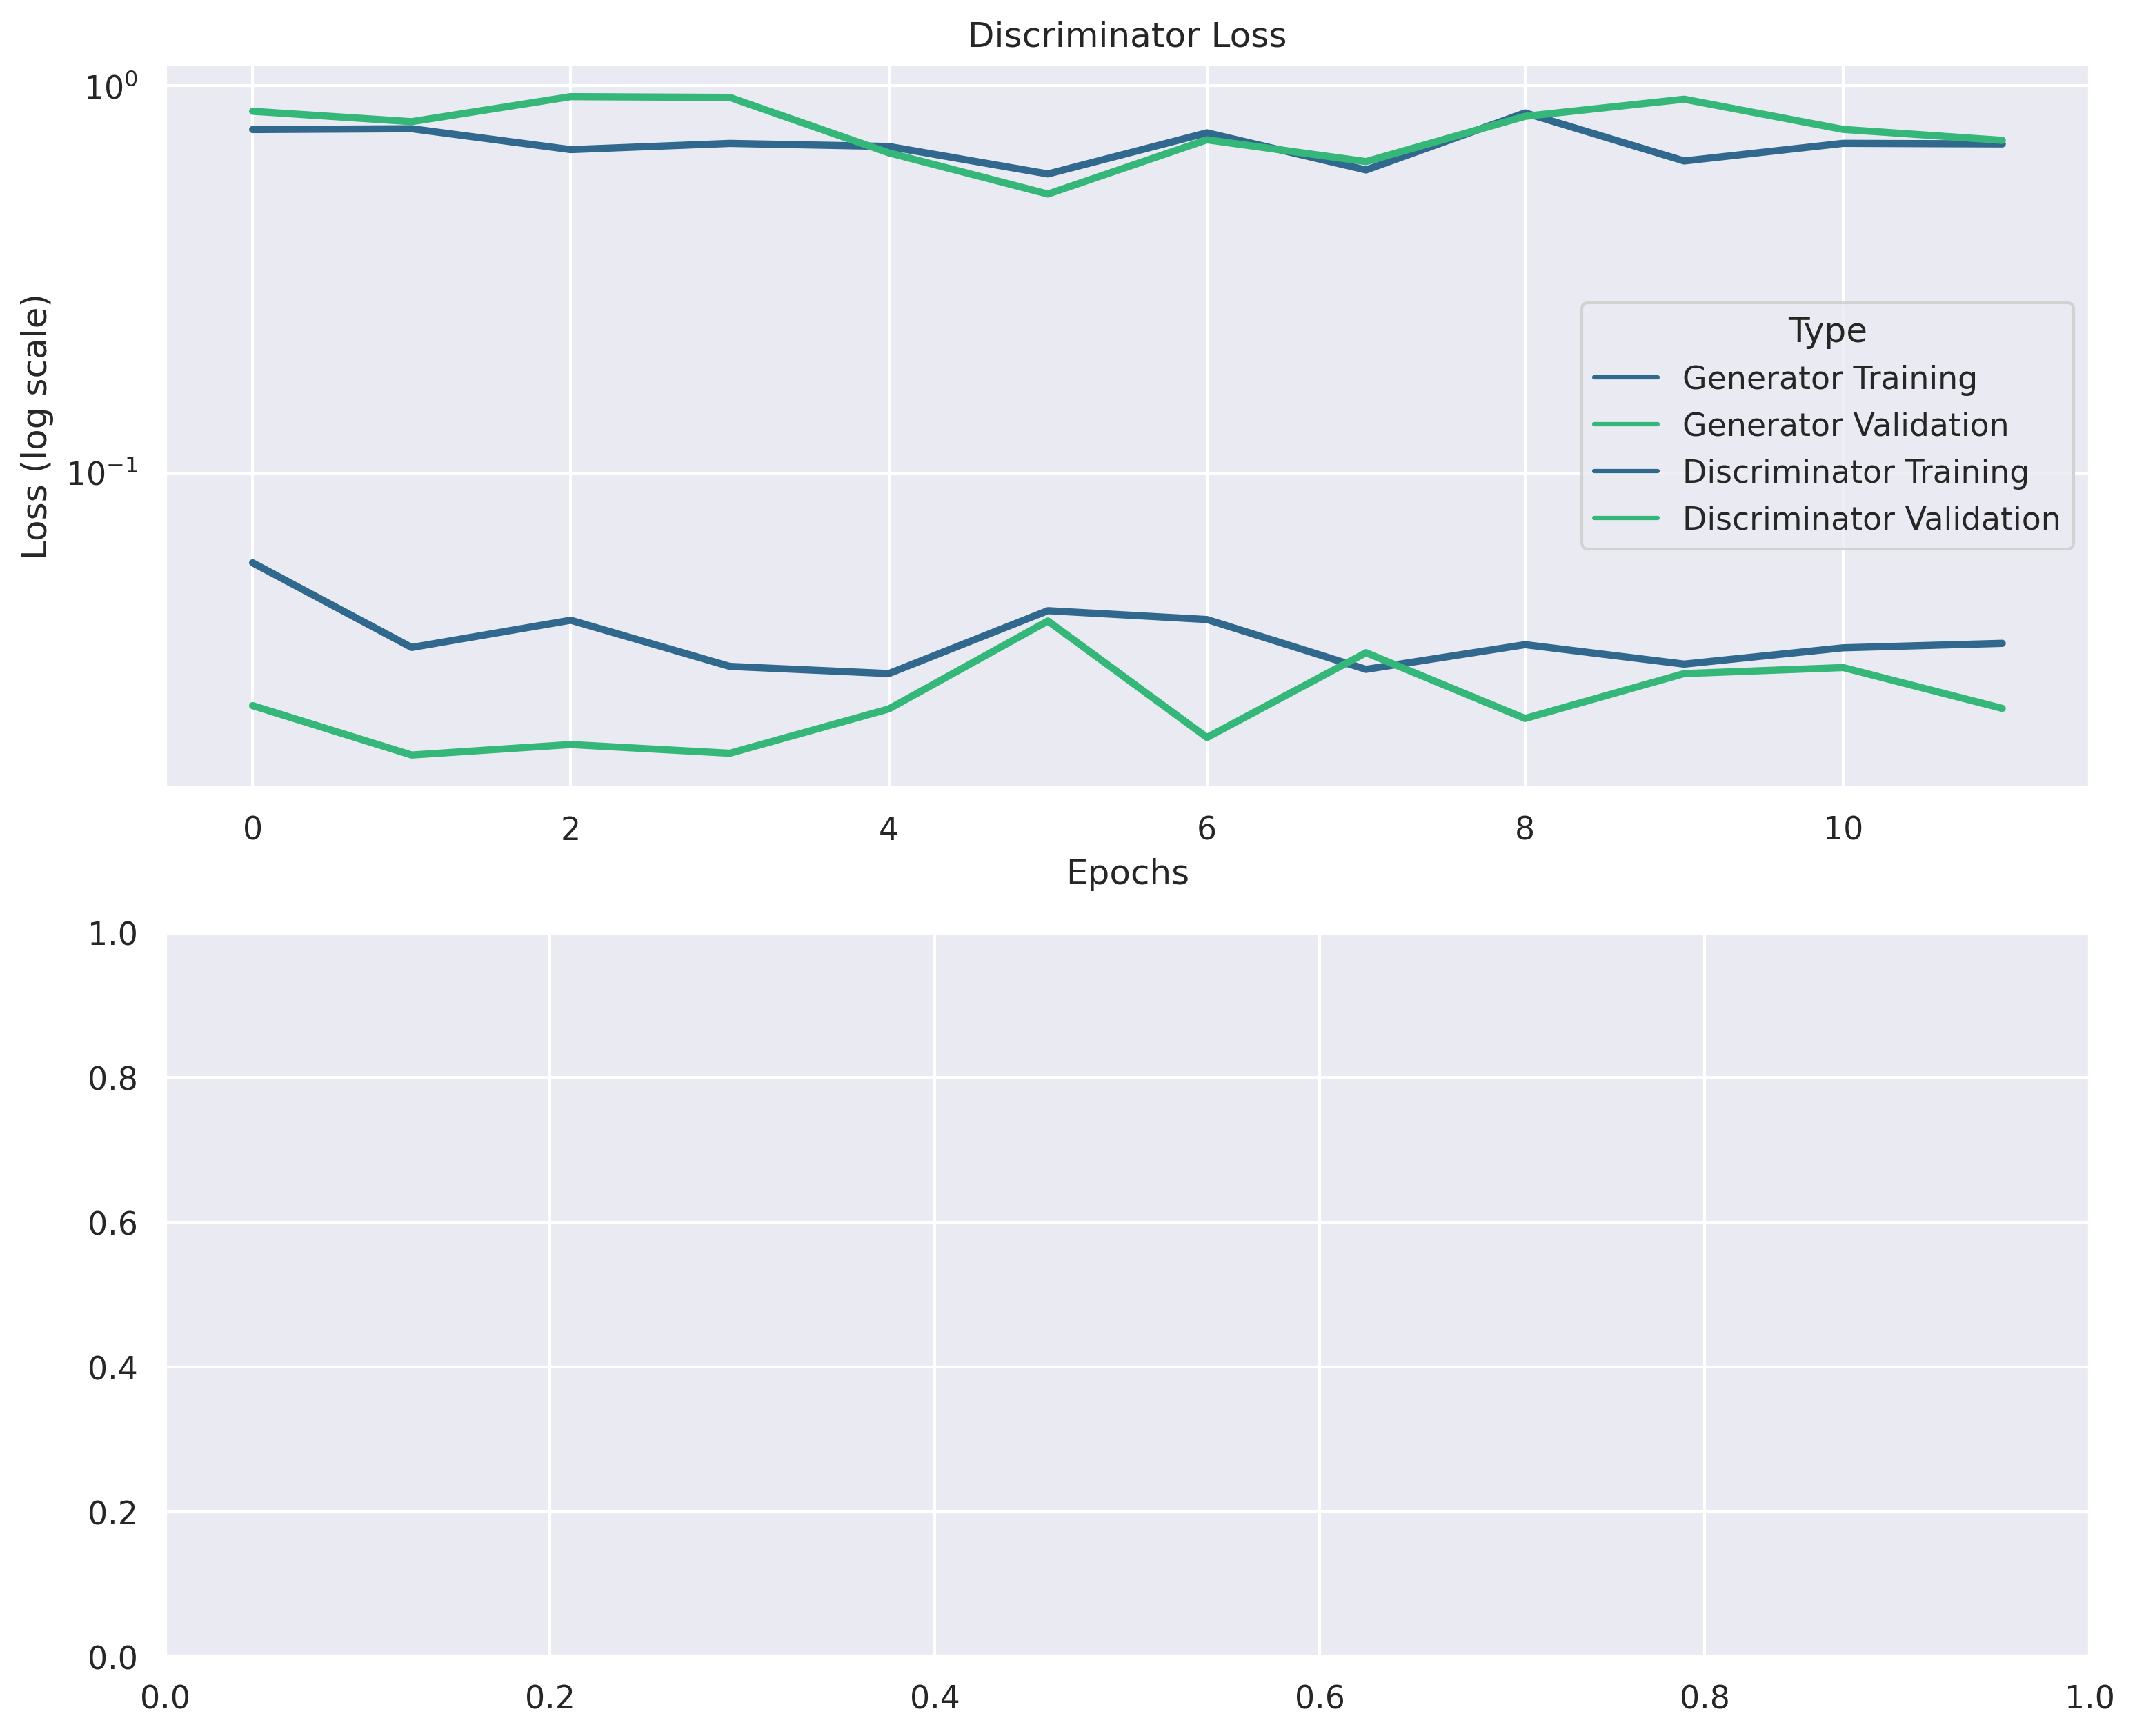 Discriminator Loss
10⁰
10⁻¹
Loss (log scale)
Type
Generator Training
Generator Validation
Discriminator Training
Discriminator Validation
0 2 4 6 8 10
Epochs
1.0
0.8
0.6
0.4
0.2
0.0
0.0 0.2 0.4 0.6 0.8 1.0